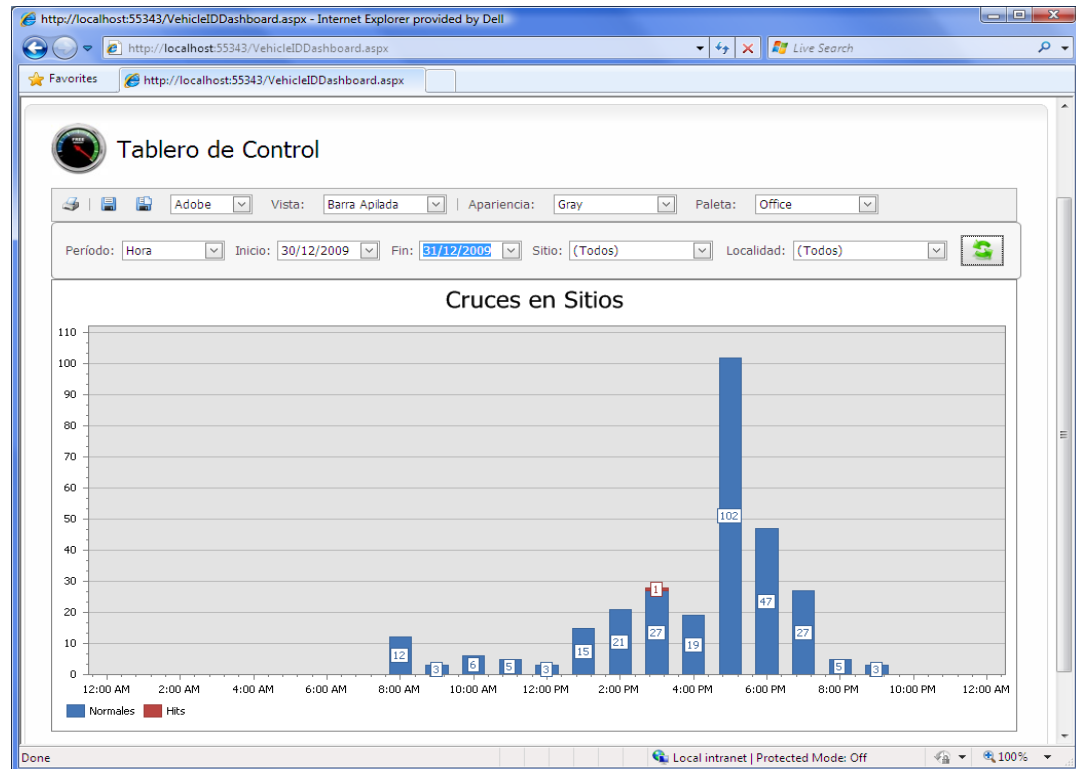 http://localhost:55343/VehicleIDDashboard.aspx - Internet Explorer provided by Dell
http://localhost:55343/VehicleIDDashboard.aspx
Live Search
Favorites
http://localhost:55343/VehicleIDDashboard.aspx
FREE
Tablero de Control
Adobe Vista: Barra Apilada Apariencia: Gray Paleta: Office
Período: Hora Inicio: 30/12/2009 Fin: 31/12/2009 Sitio: (Todos) Localidad: (Todos)
Cruces en Sitios
110
100
90
80
70
60
50
40
30
20
10
0
12 3 6 5 3 15 21 27 1 19 102 47 27 5 3
12:00 AM 2:00 AM 4:00 AM 6:00 AM 8:00 AM 10:00 AM 12:00 PM 2:00 PM 4:00 PM 6:00 PM 8:00 PM 10:00 PM 12:00 AM
Normales Hits
Done Local intranet | Protected Mode: Off 100%